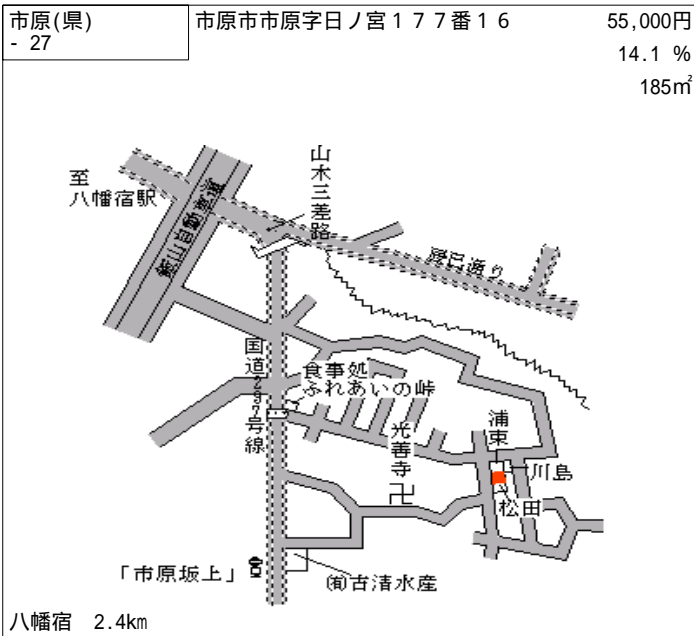 市原(県)
- 27
市原市市原字日ノ宮１７７番１６
55,000円
14.1 %
185㎡
至
八幡宿駅
館山自動車道
山木三差路
辰巳通り
国道297号線
食事処
ふれあいの峠
光善寺
浦東
川島
松田
「市原坂上」
㈲古清水産
八幡宿 2.4km